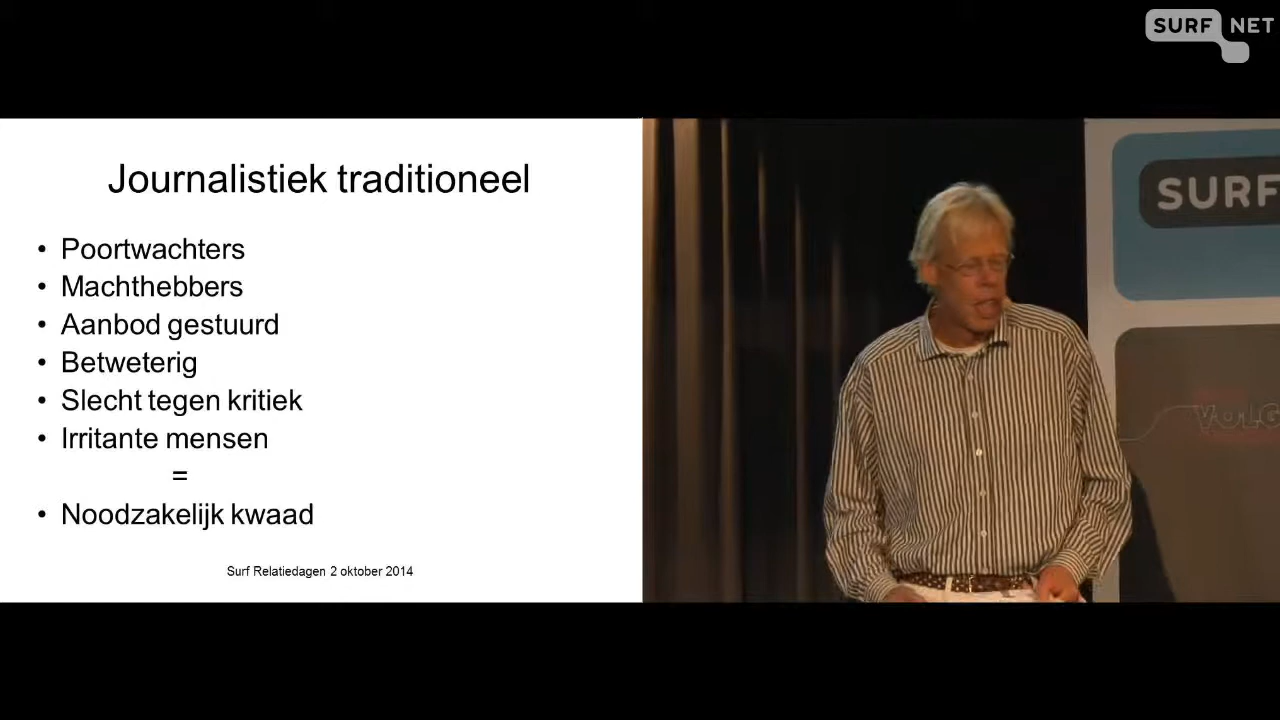 SURF NET
Journalistiek traditioneel
• Poortwachters
• Machthebbers
• Aanbod gestuurd
• Betweterig
• Slecht tegen kritiek
• Irritante mensen
=
• Noodzakelijk kwaad
Surf Relatiedagen 2 oktober 2014
SURF
VOLG